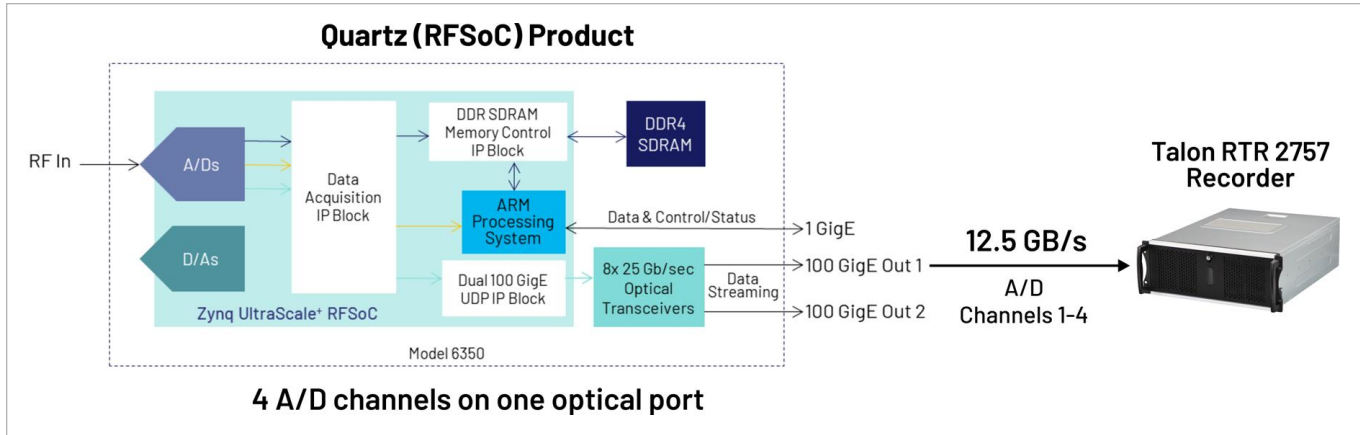 Quartz (RFSoC) Product
RF In
A/Ds
D/As
Data
Acquisition
IP Block
DDR SDRAM
Memory Control
IP Block
DDR4
SDRAM
ARM
Processing
System
Data & Control/Status
1 GigE
Dual 100 GigE
UDP IP Block
8x 25 Gb/sec
Optical
Transceivers
Data
Streaming
100 GigE Out 1
100 GigE Out 2
Zynq UltraScale+ RFSoC
Model 6350
4 A/D channels on one optical port
12.5 GB/s
A/D
Channels 1-4
Talon RTR 2757
Recorder